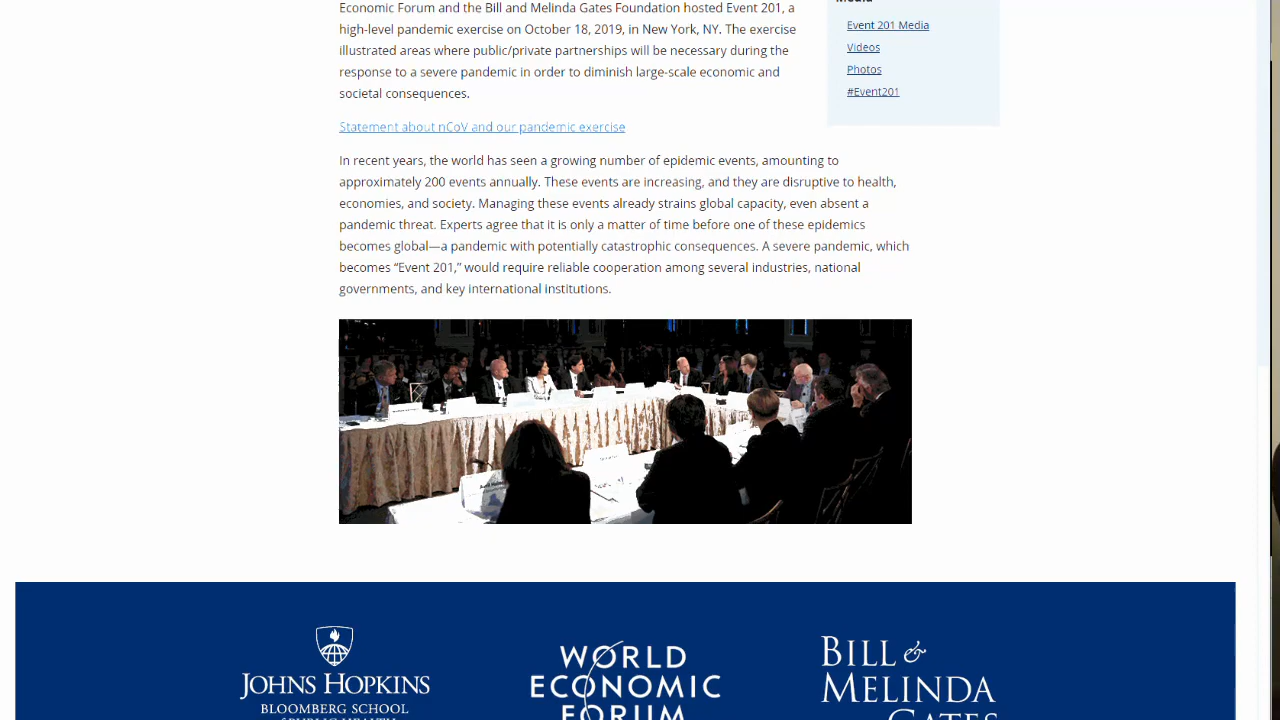 Economic Forum and the Bill and Melinda Gates Foundation hosted Event 201, a
high-level pandemic exercise on October 18, 2019, in New York, NY. The exercise
illustrated areas where public/private partnerships will be necessary during the
response to a severe pandemic in order to diminish large-scale economic and
societal consequences.
Media
Event 201 Media
Videos
Photos
#Event201
Statement about nCoV and our pandemic exercise
In recent years, the world has seen a growing number of epidemic events, amounting to
approximately 200 events annually. These events are increasing, and they are disruptive to health,
economies, and society. Managing these events already strains global capacity, even absent a
pandemic threat. Experts agree that it is only a matter of time before one of these epidemics
becomes global—a pandemic with potentially catastrophic consequences. A severe pandemic, which
becomes “Event 201,” would require reliable cooperation among several industries, national
governments, and key international institutions.
JOHNS HOPKINS
BLOOMBERG SCHOOL
of PUBLIC HEALTH
WORLD
ECONOMIC
FORUM
BILL &
MELINDA
GATES